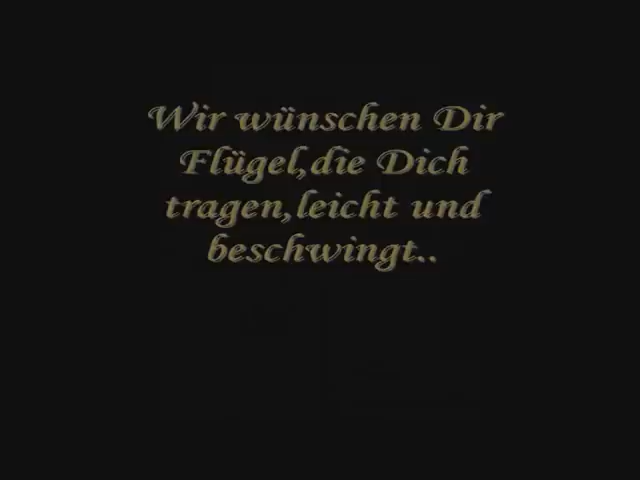 Wir wünschen Dir
Flügel,die Dich
tragen,leicht und
beschwingt..